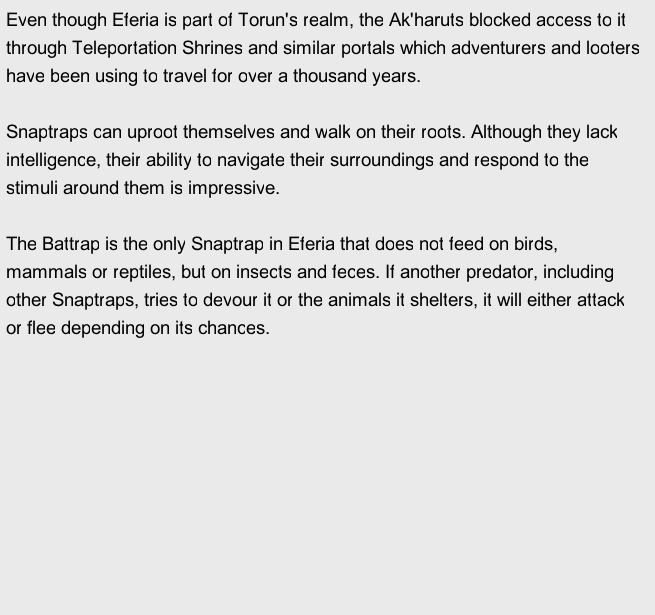 Even though Eferia is part of Torun's realm, the Ak'haruts blocked access to it
through Teleportation Shrines and similar portals which adventurers and looters
have been using to travel for over a thousand years.
Snaptraps can uproot themselves and walk on their roots. Although they lack
intelligence, their ability to navigate their surroundings and respond to the
stimuli around them is impressive.
The Battrap is the only Snaptrap in Eferia that does not feed on birds,
mammals or reptiles, but on insects and feces. If another predator, including
other Snaptraps, tries to devour it or the animals it shelters, it will either attack
or flee depending on its chances.